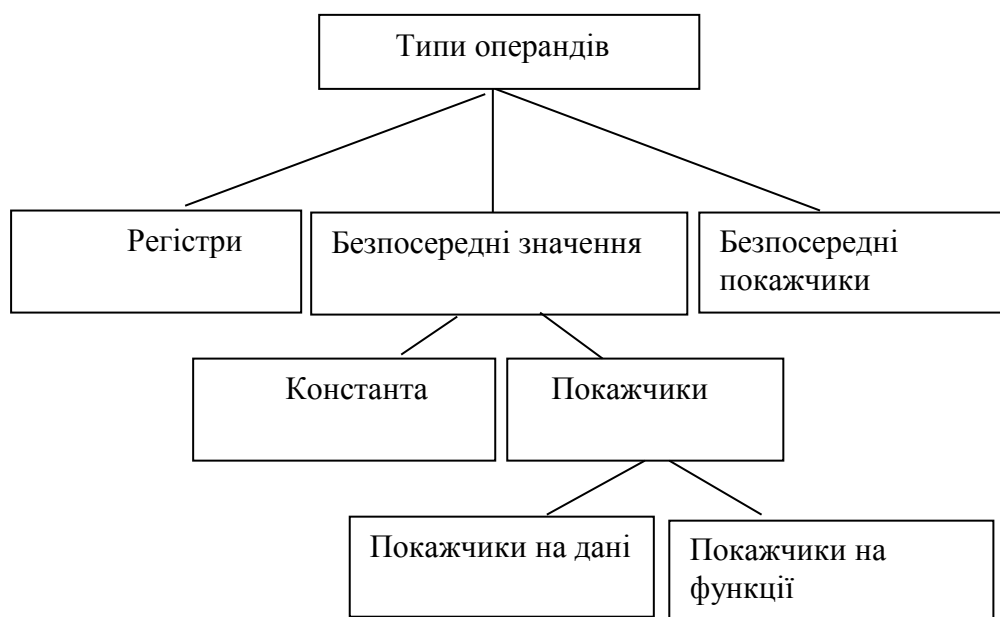 Типи операндів
Регістри
Безпосередні значення
Безпосередні
покажчики
Константа
Покажчики
Покажчики на дані
Покажчики на
функції